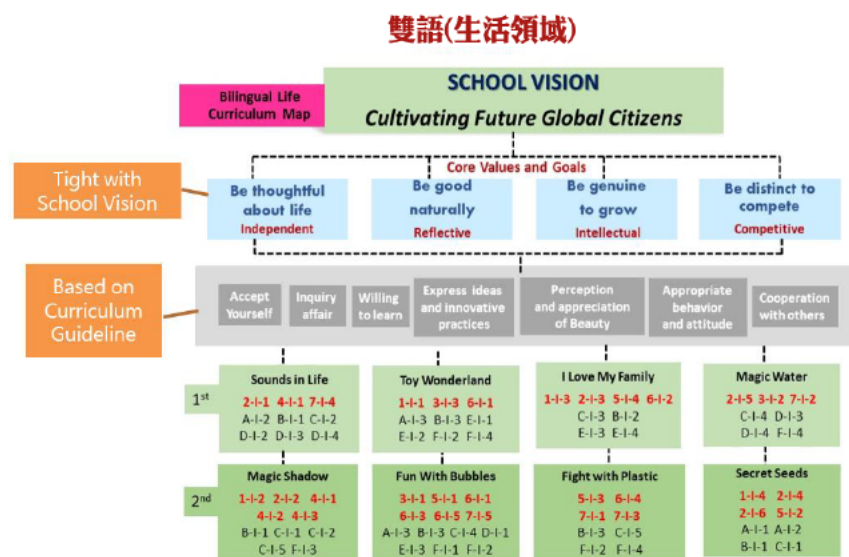 雙語(生活領域)
Bilingual Life
Curriculum Map
SCHOOL VISION
Cultivating Future Global Citizens
Core Values and Goals
Tight with
School Vision
Be thoughtful
about life
Independent
Be good
naturally
Reflective
Be genuine
to grow
Intellectual
Be distinct to
compete
Competitive
Based on
Curriculum
Guideline
Accept
Yourself
Inquiry
affair
Willing
to learn
Express ideas
and innovative
practices
Perception
and appreciation
of Beauty
Appropriate
behavior
and attitude
Cooperation
with others
1st
Sounds in Life
2-I-1 4-I-1 7-I-4
A-I-2 B-I-1 C-I-2
D-I-2 D-I-3 D-I-4
Toy Wonderland
1-I-1 3-I-3 6-I-1
A-I-3 B-I-3 E-I-1
E-I-2 F-I-2 F-I-4
I Love My Family
1-I-3 2-I-3 5-I-4 6-I-2
C-I-3 B-I-2
E-I-3 E-I-4
Magic Water
2-I-5 3-I-2 7-I-2
C-I-4 D-I-3
D-I-4 F-I-4
2nd
Magic Shadow
1-I-2 2-I-2 4-I-1
4-I-2 4-I-3
B-I-1 C-I-1 C-I-2
C-I-5 F-I-3
Fun With Bubbles
3-I-1 5-I-1 6-I-1
6-I-3 6-I-5 7-I-5
A-I-3 B-I-3 C-I-4 D-I-1
E-I-3 F-I-1 F-I-2
Fight with Plastic
5-I-3 6-I-4
7-I-1 7-I-3
B-I-3 C-I-5
F-I-2 F-I-4
Secret Seeds
1-I-4 2-I-4
2-I-6 5-I-2
A-I-1 A-I-2
B-I-1 C-I-1